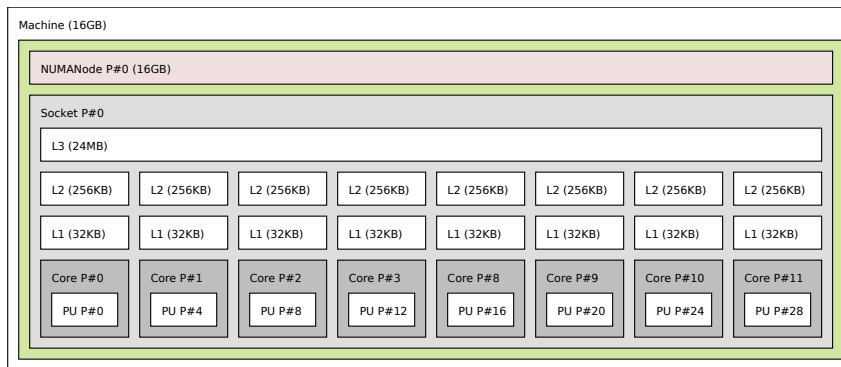 Machine (16GB)
NUMANode P#0 (16GB)
Socket P#0
L3 (24MB)
L2 (256KB) L2 (256KB) L2 (256KB) L2 (256KB) L2 (256KB) L2 (256KB) L2 (256KB) L2 (256KB)
L1 (32KB) L1 (32KB) L1 (32KB) L1 (32KB) L1 (32KB) L1 (32KB) L1 (32KB) L1 (32KB)
Core P#0 Core P#1 Core P#2 Core P#3 Core P#8 Core P#9 Core P#10 Core P#11
PU P#0 PU P#4 PU P#8 PU P#12 PU P#16 PU P#20 PU P#24 PU P#28